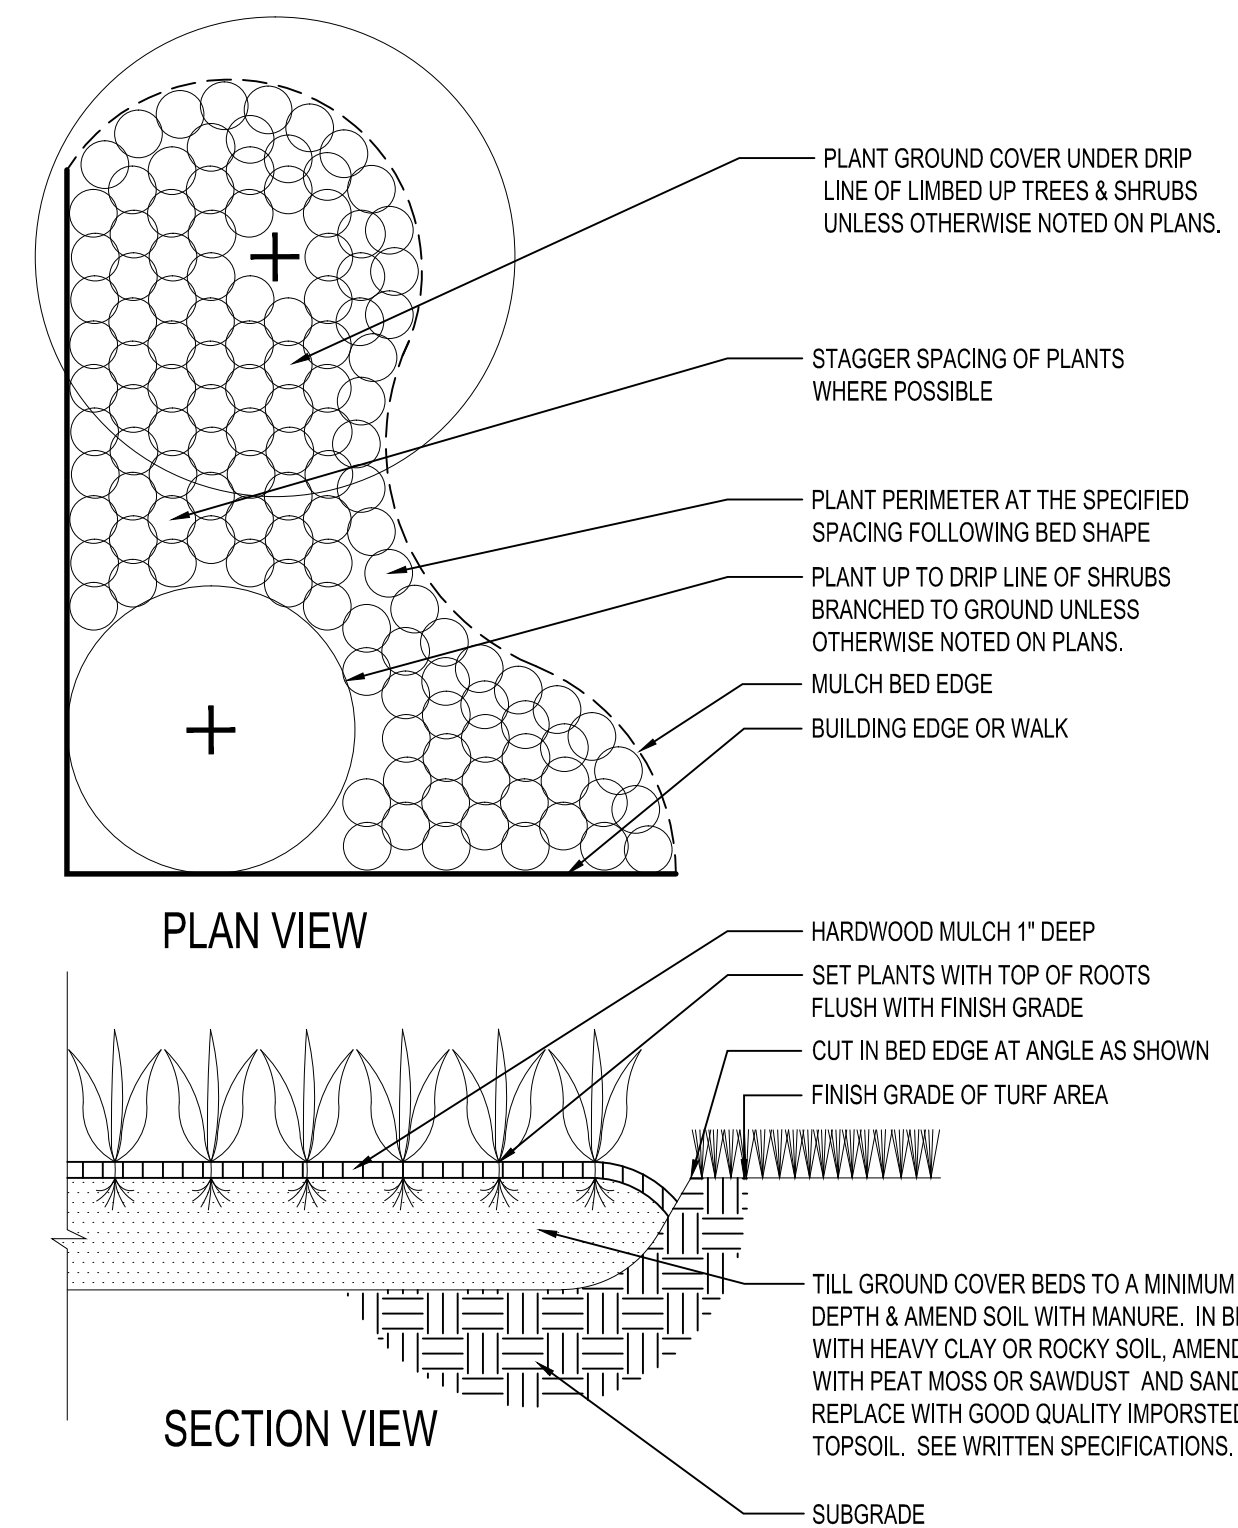 PLANT GROUND COVER UNDER DRIP
LINE OF LIMBED UP TREES & SHRUBS
UNLESS OTHERWISE NOTED ON PLANS.
STAGGER SPACING OF PLANTS
WHERE POSSIBLE
PLANT PERIMETER AT THE SPECIFIED
SPACING FOLLOWING BED SHAPE
PLANT UP TO DRIP LINE OF SHRUBS
BRANCHED TO GROUND UNLESS
OTHERWISE NOTED ON PLANS.
MULCH BED EDGE
BUILDING EDGE OR WALK
PLAN VIEW
HARDWOOD MULCH 1" DEEP
SET PLANTS WITH TOP OF ROOTS
FLUSH WITH FINISH GRADE
CUT IN BED EDGE AT ANGLE AS SHOWN
FINISH GRADE OF TURF AREA
TILL GROUND COVER BEDS TO A MINIMUM
DEPTH & AMEND SOIL WITH MANURE. IN
WITH HEAVY CLAY OR ROCKY SOIL, AMEND
WITH PEAT MOSS OR SAWDUST AND SAND
REPLACE WITH GOOD QUALITY IMPORSTED
TOPSOIL. SEE WRITTEN SPECIFICATIONS.
SECTION VIEW
SUBGRADE